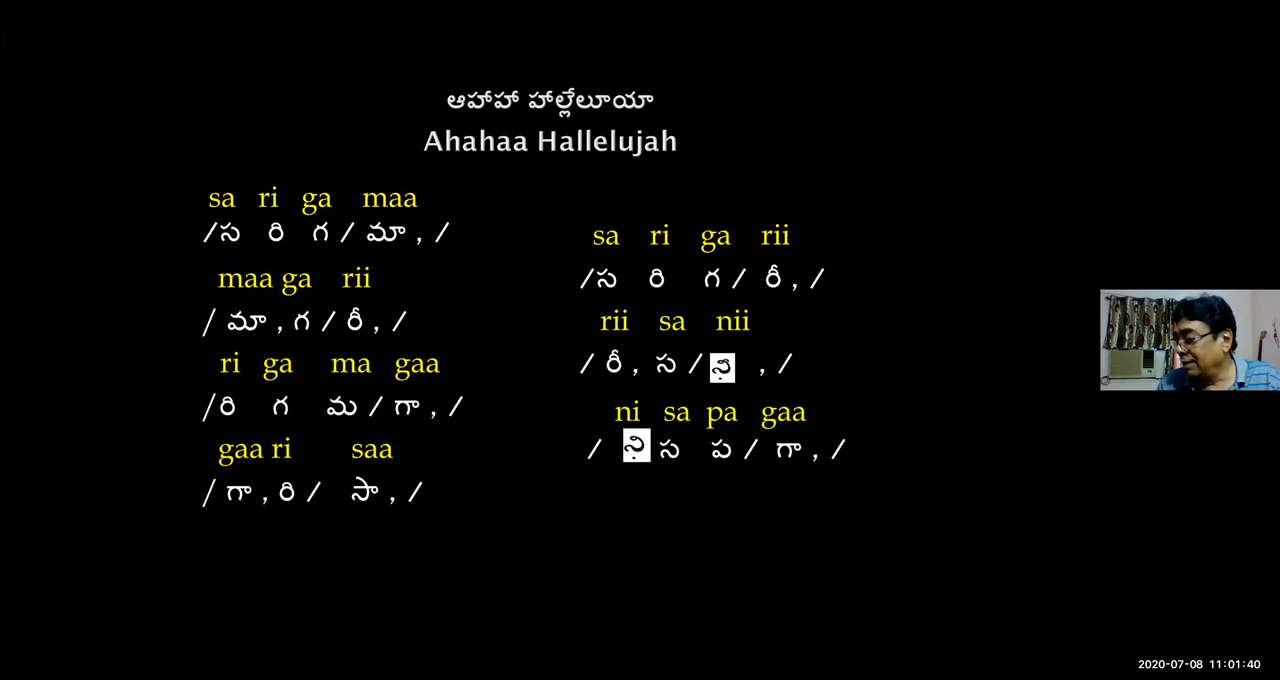 ఆహాహా హాల్లేలూయా
Ahahaa Hallelujah
sa ri ga maa
/స రి గ / మా , /
maa ga rii
/ మా , గ / రీ , /
ri ga ma gaa
/రి గ మ / గా , /
gaa ri saa
/ గా , రి / సా , /
sa ri ga rii
/స రి గ / రీ , /
rii sa nii
/ రీ , స / ని़ , /
ni sa pa gaa
/ ని़ స ప / గా , /
2020-07-08 11:01:40